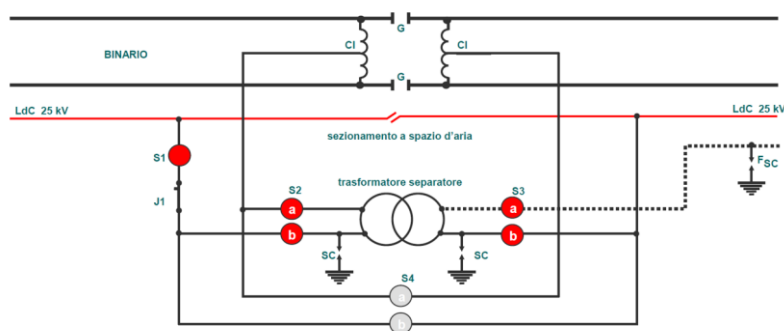 G
CI
CI
BINARIO
G
LdC 25 kV
LdC 25 kV
sezionamento a spazio d'aria
S1
FSC
trasformatore separatore
J1
S2
S3
a
a
b
b
SC
SC
S4
a
b